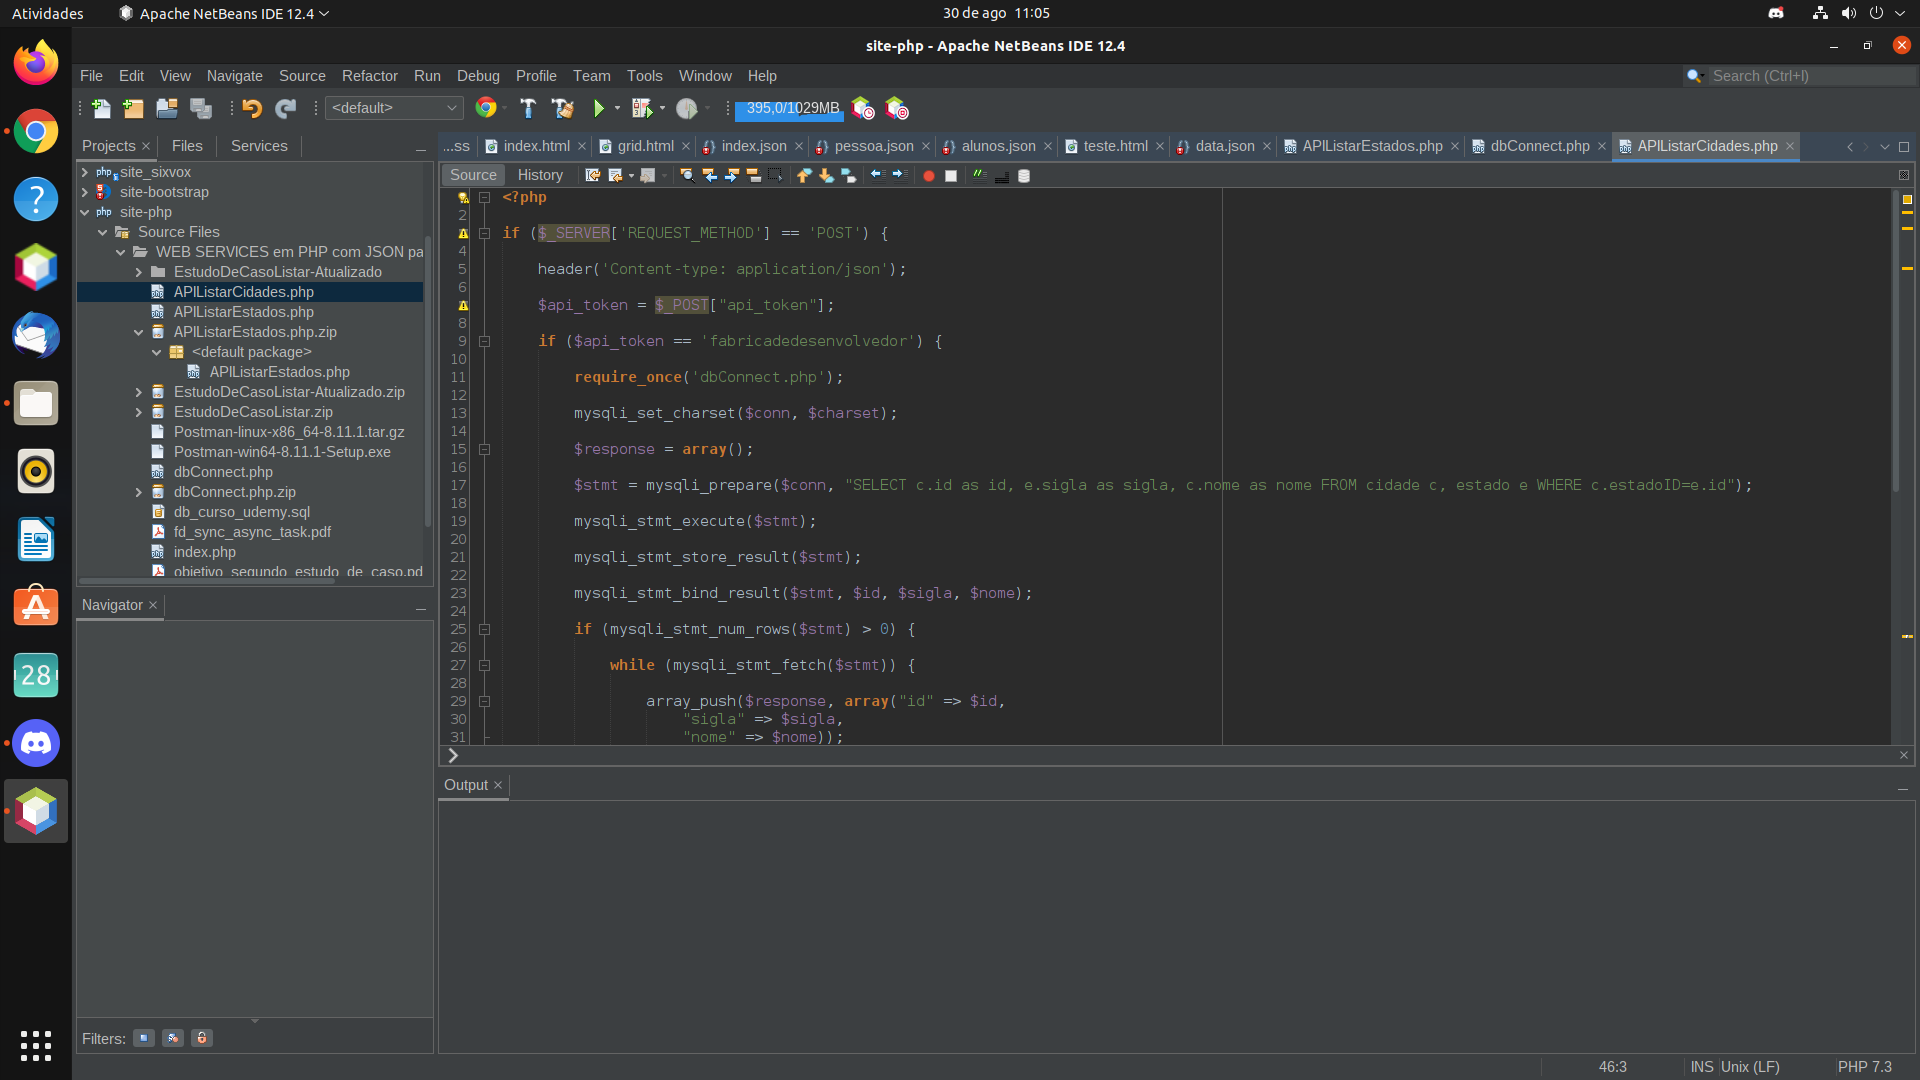 Atividades
Apache NetBeans IDE 12.4
30 de ago 11:05
site-php - Apache NetBeans IDE 12.4
File Edit View Navigate Source Refactor Run Debug Profile Team Tools Window Help
Search (Ctrl+I)
<default>
395,0/1029MB
Projects Files Services
...ss index.html grid.html index.json pessoa.json alunos.json teste.html data.json APIListarEstados.php dbConnect.php APIListarCidades.php
Source History
site_sixvox
site-bootstrap
site-php
Source Files
WEB SERVICES em PHP com JSON pa
EstudoDeCasoListar-Atualizado
APIListarCidades.php
APIListarEstados.php
APIListarEstados.php.zip
<default package>
APIListarEstados.php
EstudoDeCasoListar-Atualizado.zip
EstudoDeCasoListar.zip
Postman-linux-x86_64-8.11.1.tar.gz
Postman-win64-8.11.1-Setup.exe
dbConnect.php
dbConnect.php.zip
db_curso_udemy.sql
fd_sync_async_task.pdf
index.php
objetivo_segundo_estudo_de_caso.pd
<?php
2
if ($_SERVER['REQUEST_METHOD'] == 'POST') {
4
5 header('Content-type: application/json');
6
$api_token = $_POST["api_token"];
8
9 if ($api_token == 'fabricadedesenvolvedor') {
10
11 require_once('dbConnect.php');
12
13 mysqli_set_charset($conn, $charset);
14
15 $response = array();
16
17 $stmt = mysqli_prepare($conn, "SELECT c.id as id, e.sigla as sigla, c.nome as nome FROM cidade c, estado e WHERE c.estadoID=e.id");
18
19 mysqli_stmt_execute($stmt);
20
21 mysqli_stmt_store_result($stmt);
22
23 mysqli_stmt_bind_result($stmt, $id, $sigla, $nome);
24
25 if (mysqli_stmt_num_rows($stmt) > 0) {
26
27 while (mysqli_stmt_fetch($stmt)) {
28
29 array_push($response, array("id" => $id,
30 "sigla" => $sigla,
31 "nome" => $nome));
Navigator
Output
28
Filters:
46:3 INS Unix (LF) PHP 7.3